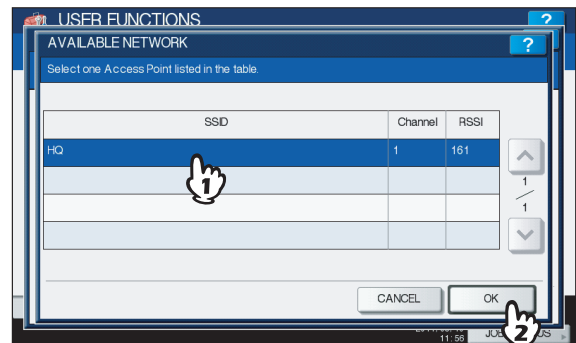 USER FUNCTIONS
?
AVAILABLE NETWORK
?
Select one Access Point listed in the table.
SSID Channel RSSI
HQ 1 161
1
1
1
CANCEL OK
2
11:56